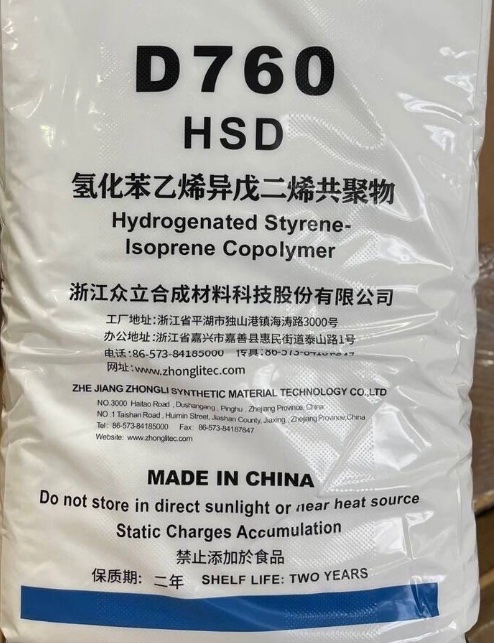 D760
HSD
氢化苯乙烯异戊二烯共聚物
Hydrogenated Styrene-
Isoprene Copolymer
浙江众立合成材料科技股份有限公司
工厂地址:浙江省平湖市独山港镇海涛路3000号
办公地址:浙江省嘉兴市嘉善县惠民街道泰山路1号
电话:86-573-84185000 传真:86-573-84187847
网址:www.zhonglitec.com
ZHE JIANG ZHONGLI SYNTHETIC MATERIAL TECHNOLOGY CO.,LTD
NO.3000 Haitao Road , Dushangang , Pinghu , Zhejiang Province, China
NO .1 Taishan Road , Huimin Street, Jiashan County, Jiaxing , Zhejiang Province,China
Tel: 86-573-84185000 Fax: 86-573-84187847
Website: www.zhonglitec.com
MADE IN CHINA
Do not store in direct sunlight or near heat source
Static Charges Accumulation
禁止添加於食品
保质期: 二年 SHELF LIFE: TWO YEARS